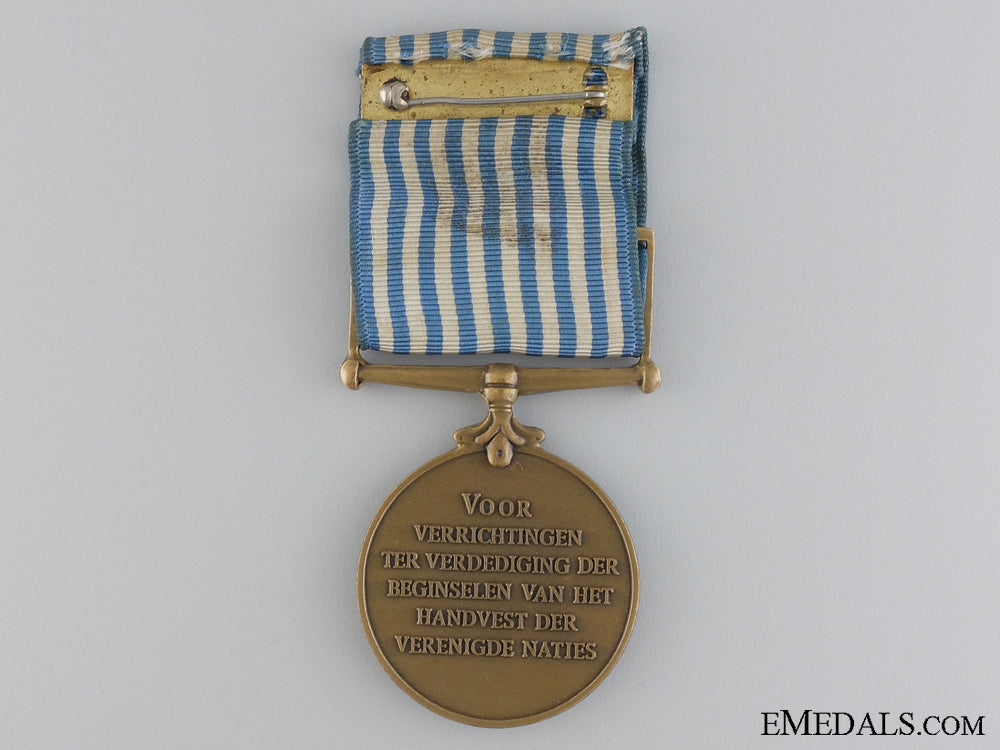 VOOR
VERRICHTINGEN
TER VERDEDIGING DER
BEGINSELEN VAN HET
HANDVEST DER
VERENIGDE NATIES
EMEDALS.COM